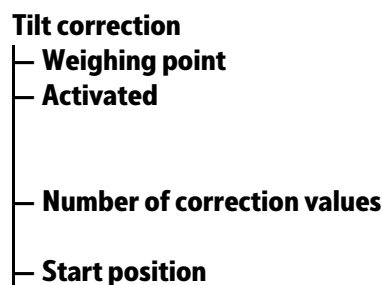 Tilt correction
Weighing point
Activated
Number of correction values
Start position